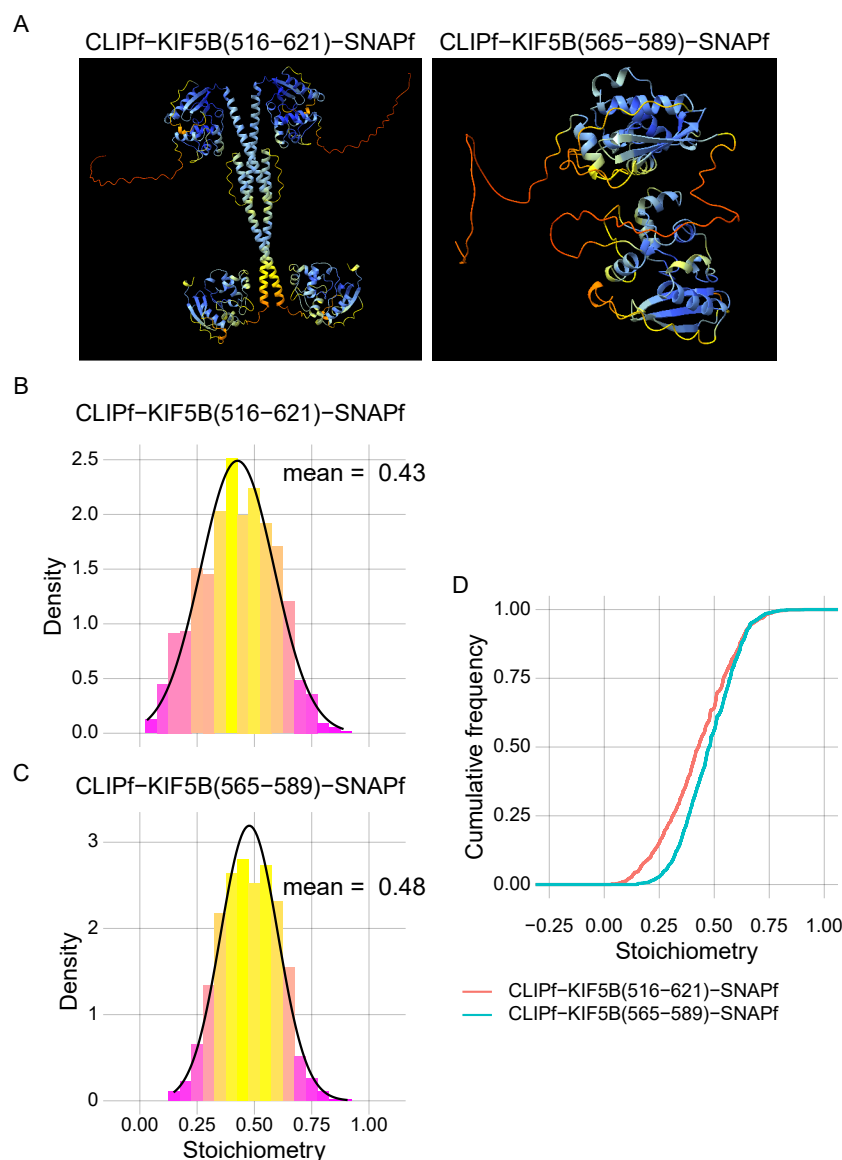 A
CLIPf−KIF5B(516−621)−SNAPf
CLIPf−KIF5B(565−589)−SNAPf
B
CLIPf−KIF5B(516−621)−SNAPf
mean = 0.43
2.5
2.0
1.5
1.0
0.5
0.0
Density
C
CLIPf−KIF5B(565−589)−SNAPf
mean = 0.48
3
2
1
0
Density
0.00 0.25 0.50 0.75 1.00
Stoichiometry
D
1.00
0.75
0.50
0.25
0.00
Cumulative frequency
−0.25 0.00 0.25 0.50 0.75 1.00
Stoichiometry
CLIPf−KIF5B(516−621)−SNAPf
CLIPf−KIF5B(565−589)−SNAPf